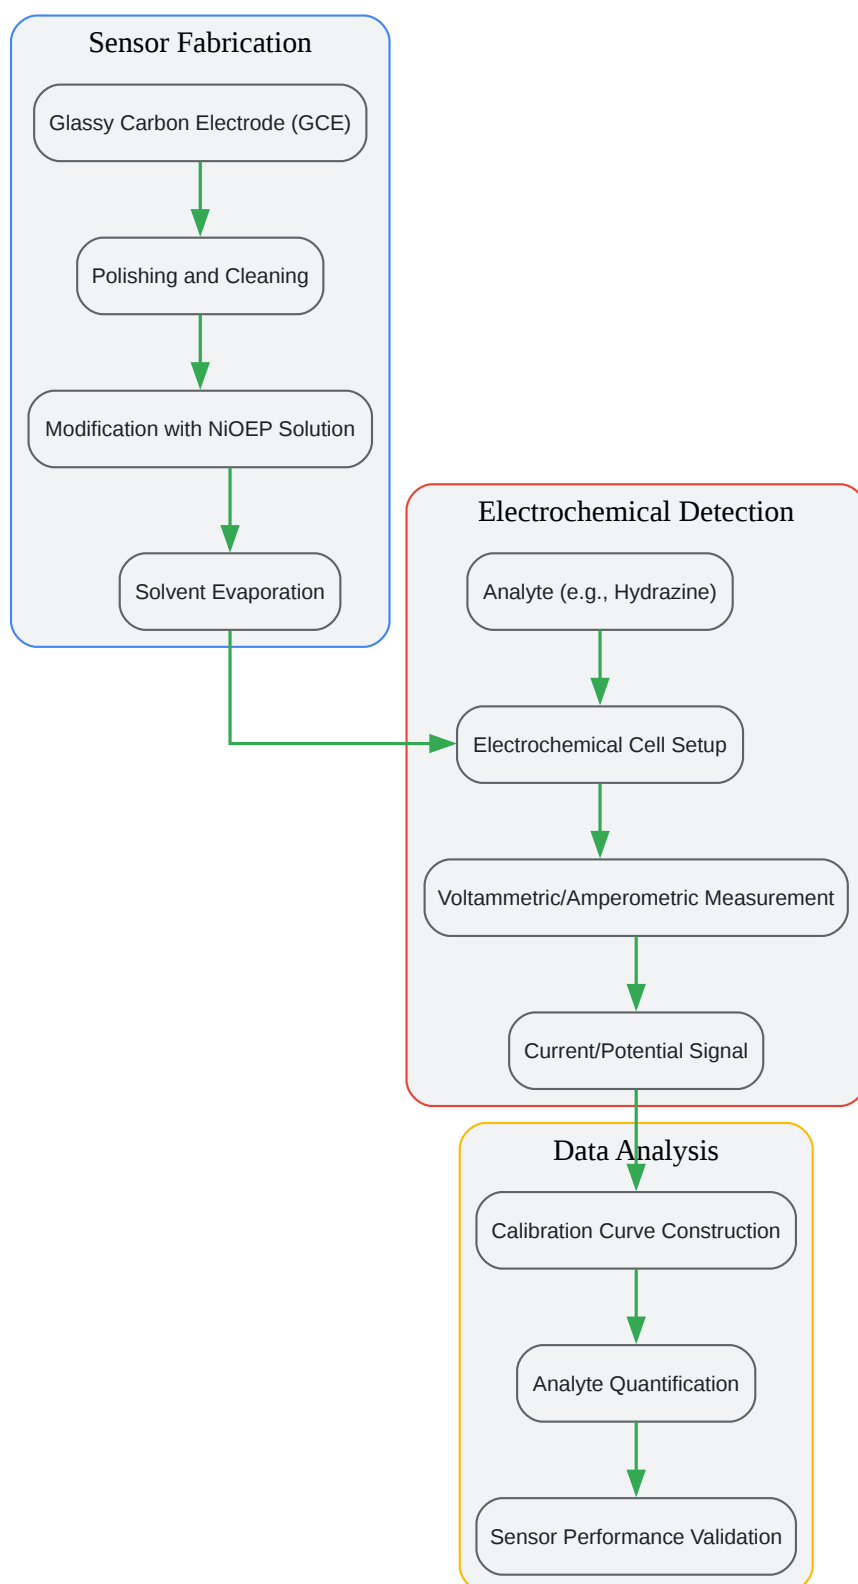 Sensor Fabrication
Glassy Carbon Electrode (GCE)
Polishing and Cleaning
Modification with NiOEP Solution
Solvent Evaporation
Electrochemical Detection
Analyte (e.g., Hydrazine)
Electrochemical Cell Setup
Voltammetric/Amperometric Measurement
Current/Potential Signal
Data Analysis
Calibration Curve Construction
Analyte Quantification
Sensor Performance Validation